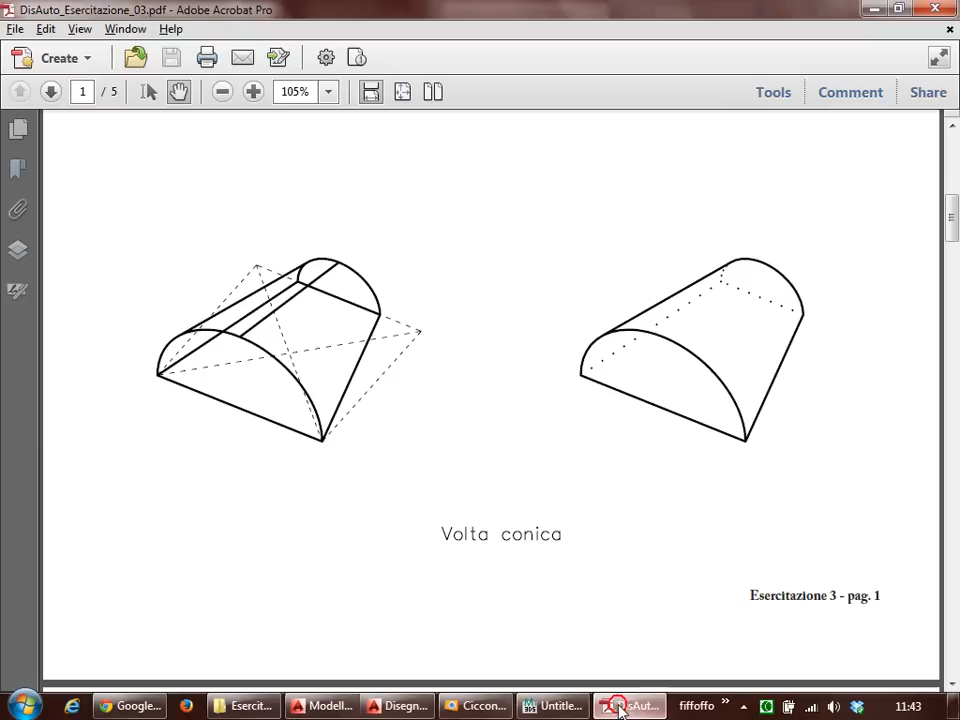 DisAuto_Esercitazione_03.pdf - Adobe Acrobat Pro
File Edit View Window Help
Create
1 / 5 105% Tools Comment Share
Volta conica
Esercitazione 3 - pag. 1
Google... Esercit... Modell... Disegn... Ciccon... Untitle... DisAut... fiffoffo 11:43